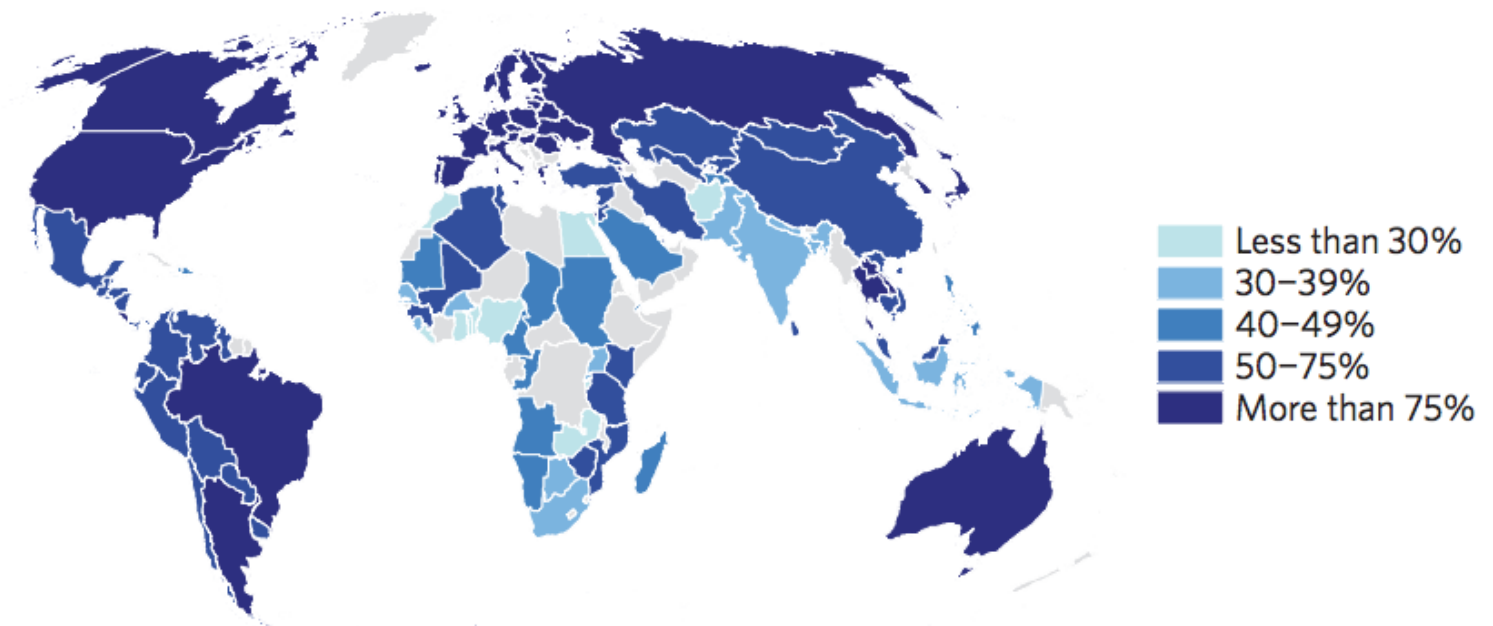 Less than 30%
30–39%
40–49%
50–75%
More than 75%